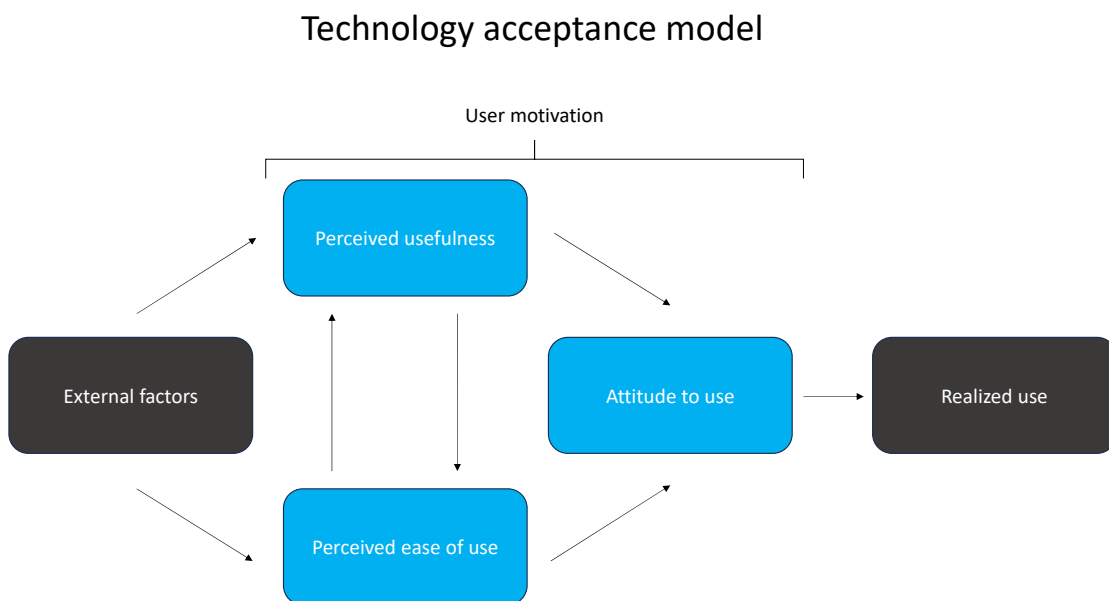 Technology acceptance model
User motivation
Perceived usefulness
External factors
Attitude to use
Realized use
Perceived ease of use